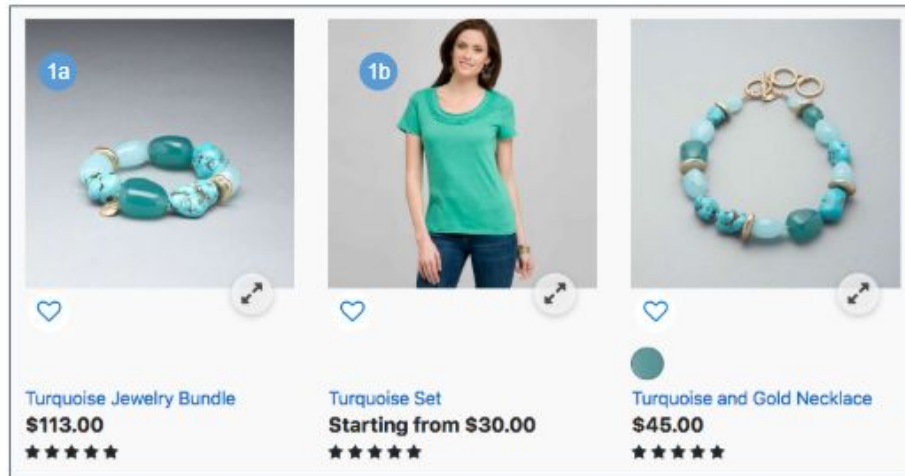 1a
1b
Turquoise Jewelry Bundle
$113.00
Turquoise Set
Starting from $30.00
Turquoise and Gold Necklace
$45.00